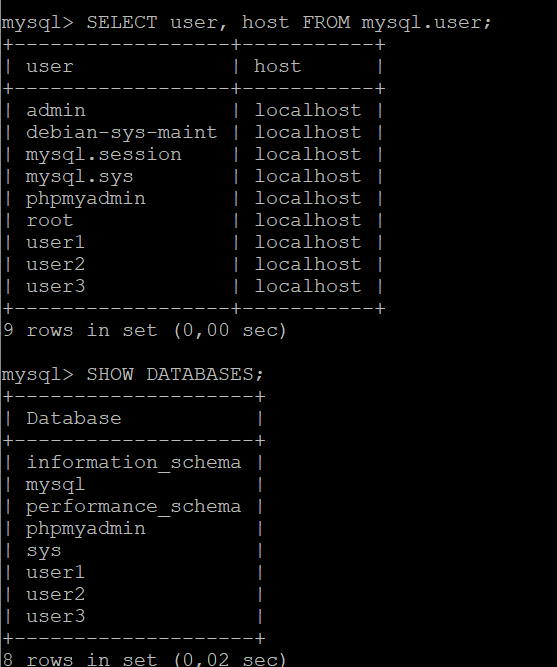 mysql> SELECT user, host FROM mysql.user;
+------------------+-----------+
| user             | host      |
+------------------+-----------+
| admin            | localhost |
| debian-sys-maint | localhost |
| mysql.session    | localhost |
| mysql.sys        | localhost |
| phpmyadmin       | localhost |
| root             | localhost |
| user1            | localhost |
| user2            | localhost |
| user3            | localhost |
+------------------+-----------+
9 rows in set (0,00 sec)

mysql> SHOW DATABASES;
+--------------------+
| Database           |
+--------------------+
| information_schema |
| mysql              |
| performance_schema |
| phpmyadmin         |
| sys                |
| user1              |
| user2              |
| user3              |
+--------------------+
8 rows in set (0,02 sec)